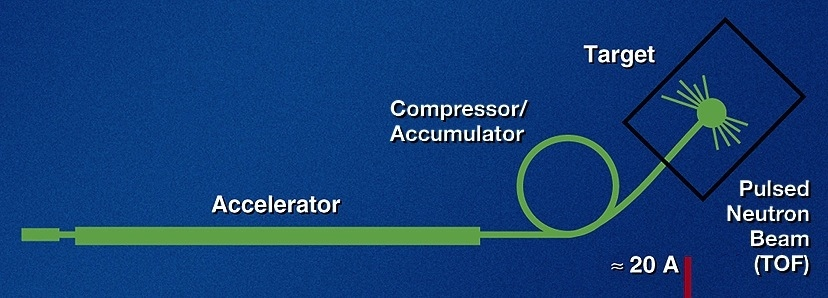 Target
Compressor/
Accumulator
Accelerator
Pulsed
Neutron
Beam
(TOF)
≈ 20 A